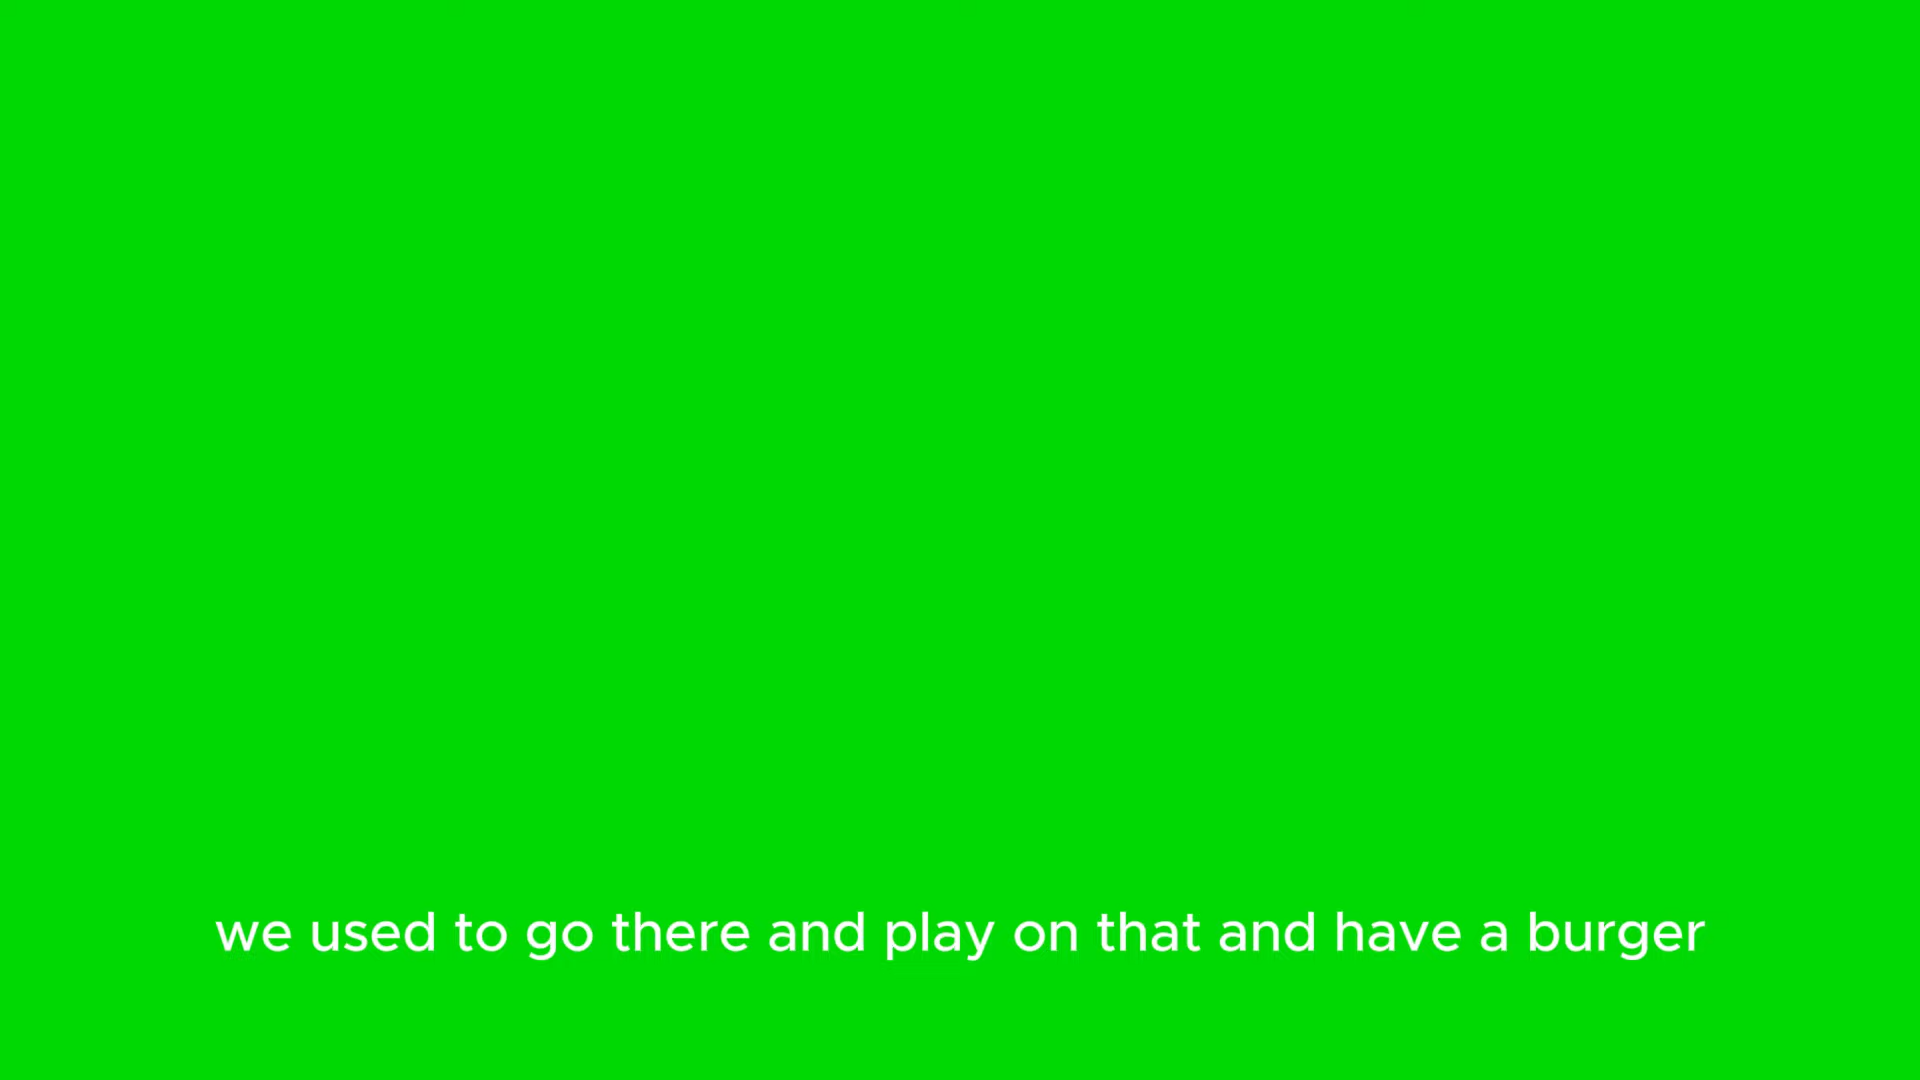 we used to go there and play on that and have a burger